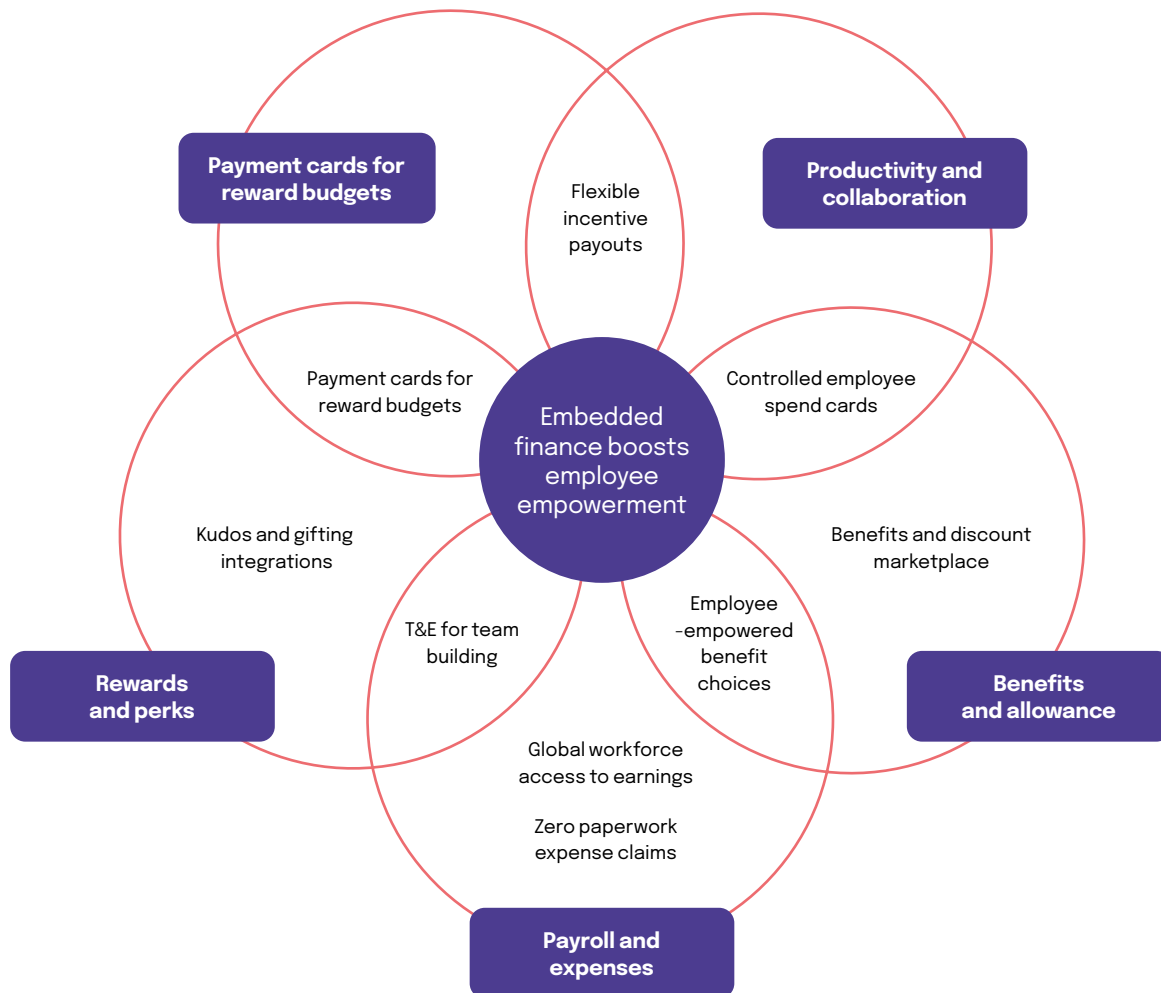 Payment cards for
reward budgets
Productivity and
collaboration
Flexible
incentive
payouts
Payment cards for
reward budgets
Controlled employee
spend cards
Embedded
finance boosts
employee
empowerment
Kudos and gifting
integrations
Benefits and discount
marketplace
T&E for team
building
Employee
-empowered
benefit
choices
Rewards
and perks
Benefits
and allowance
Global workforce
access to earnings
Zero paperwork
expense claims
Payroll and
expenses